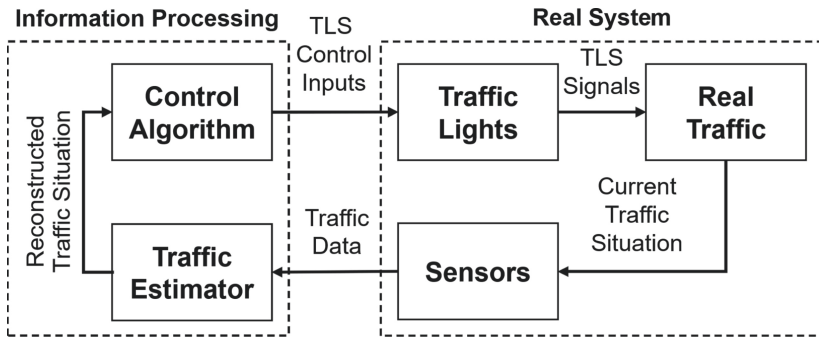 Information Processing
Real System
TLS
Control
Inputs
TLS
Signals
Control
Algorithm
Traffic
Lights
Real
Traffic
Reconstructed
Traffic Situation
Current
Traffic
Situation
Traffic
Data
Traffic
Estimator
Sensors